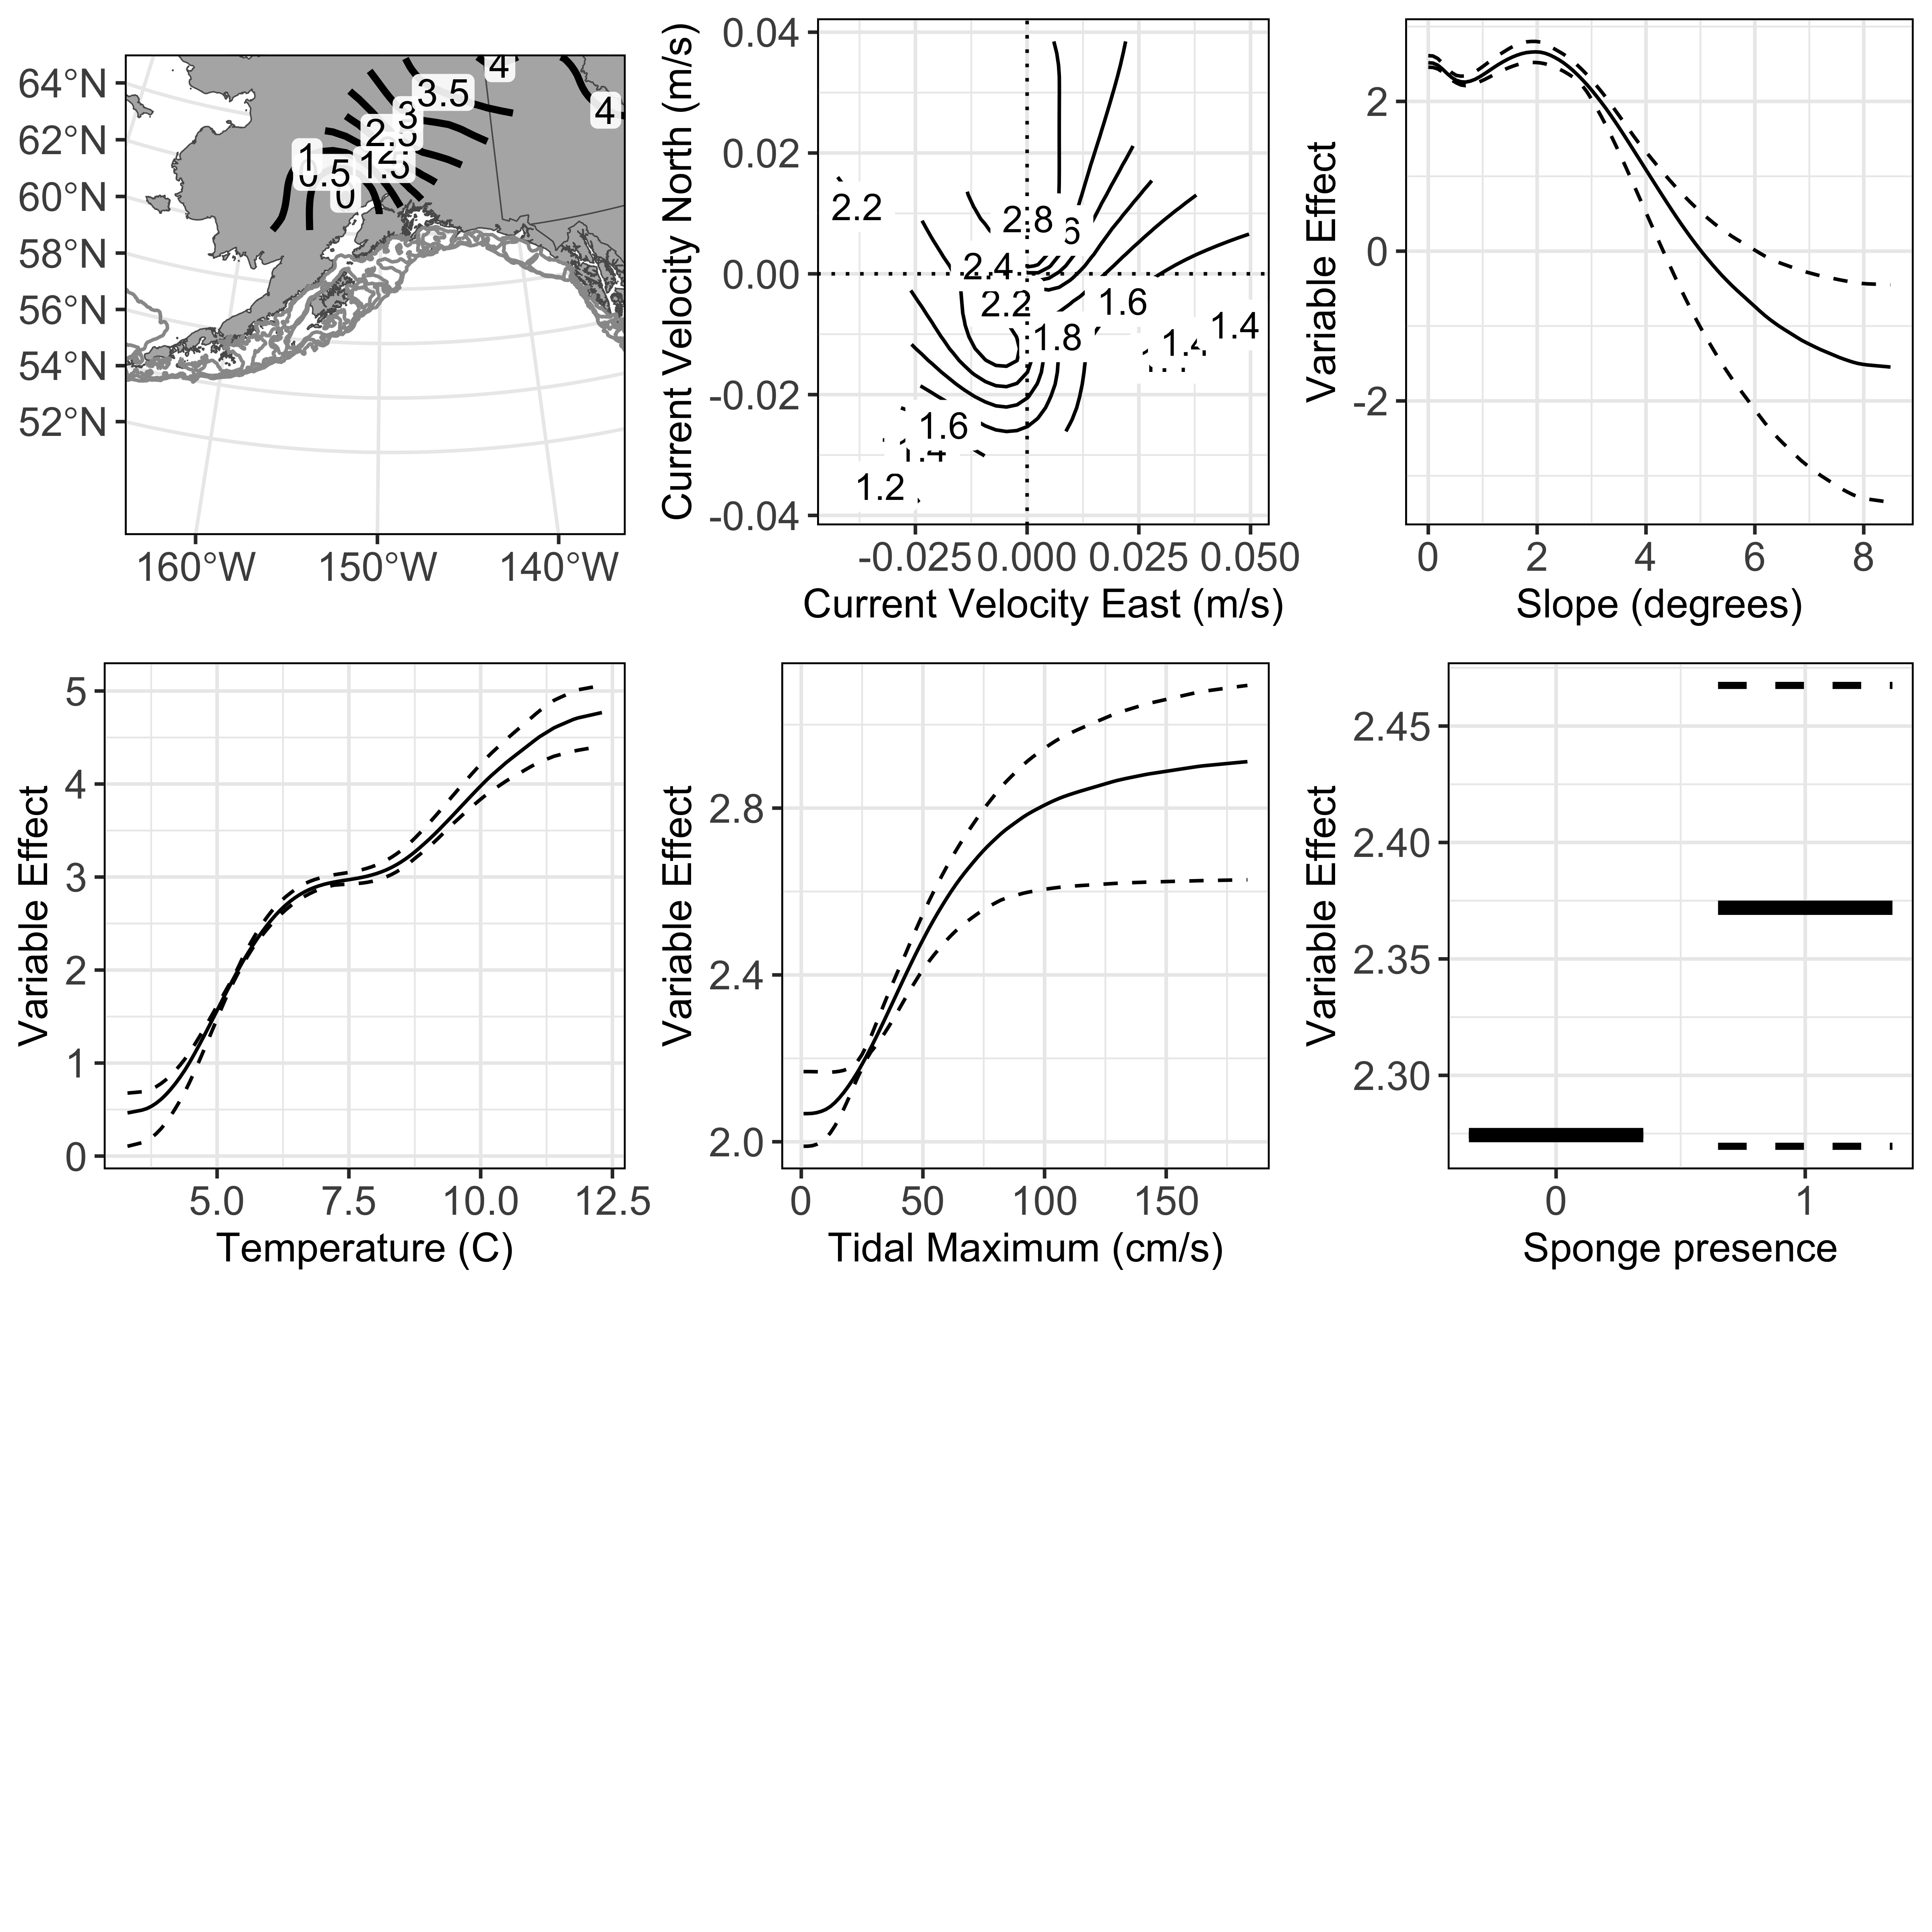 64°N
62°N
60°N
58°N
56°N
54°N
52°N
160°W 150°W 140°W
4
3.5
4
3
2.5
1
1.5
0.5
0
Current Velocity North (m/s)
0.04
0.02
0.00
-0.02
-0.04
2.2
2.8
2.4
2.2
1.6
1.4
1.8
1.6
1.2
-0.025 0.000 0.025 0.050
Current Velocity East (m/s)
Variable Effect
2
0
-2
0 2 4 6 8
Slope (degrees)
Variable Effect
5
4
3
2
1
0
5.0 7.5 10.0 12.5
Temperature (C)
Variable Effect
2.8
2.4
2.0
0 50 100 150
Tidal Maximum (cm/s)
Variable Effect
2.45
2.40
2.35
2.30
0 1
Sponge presence